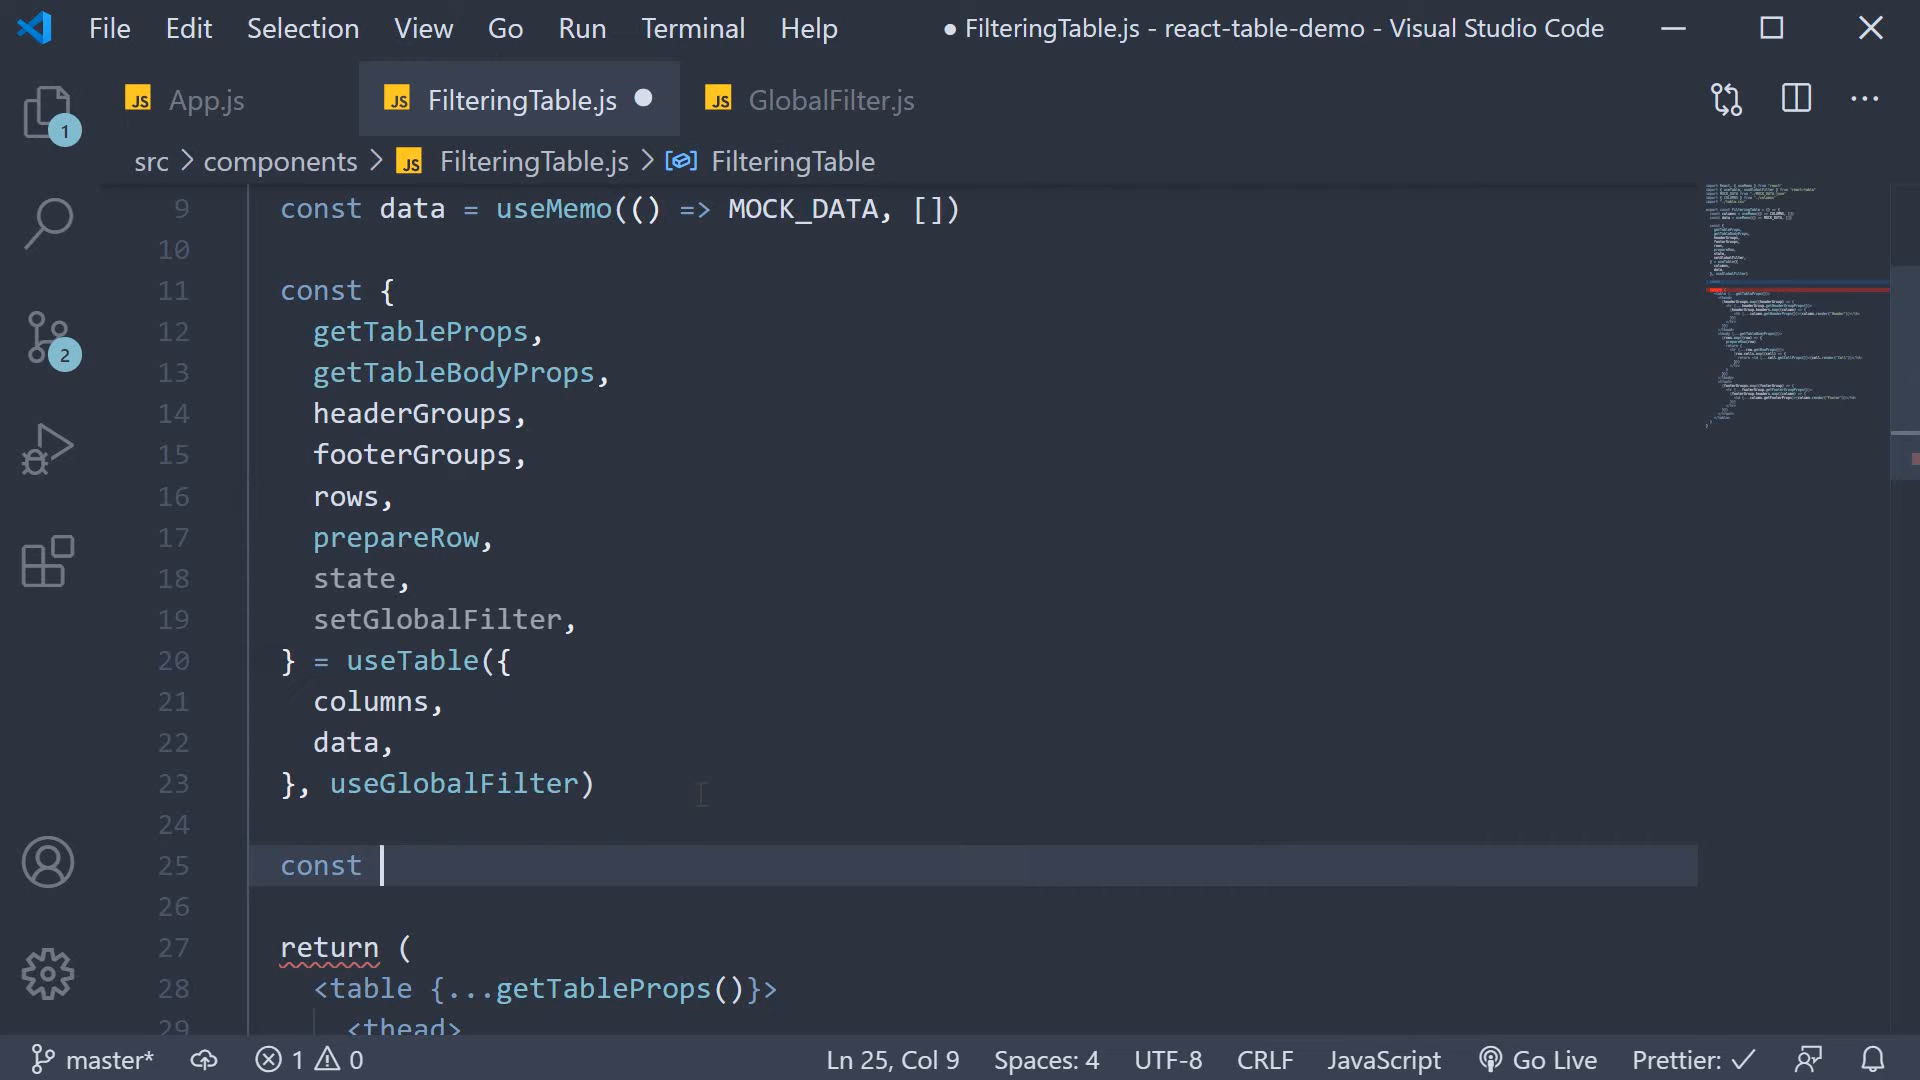 File Edit Selection View Go Run Terminal Help ● FilteringTable.js - react-table-demo - Visual Studio Code
JS App.js JS FilteringTable.js ● JS GlobalFilter.js
src > components > JS FilteringTable.js > FilteringTable
1
2
9 const data = useMemo(() => MOCK_DATA, [])
10
11 const {
12 getTableProps,
13 getTableBodyProps,
14 headerGroups,
15 footerGroups,
16 rows,
17 prepareRow,
18 state,
19 setGlobalFilter,
20 } = useTable({
21 columns,
22 data,
23 }, useGlobalFilter)
24
25 const
26
27 return (
28 <table {...getTableProps()}>
29 <thead>
master* 1 0 Ln 25, Col 9 Spaces: 4 UTF-8 CRLF JavaScript Go Live Prettier: ✓